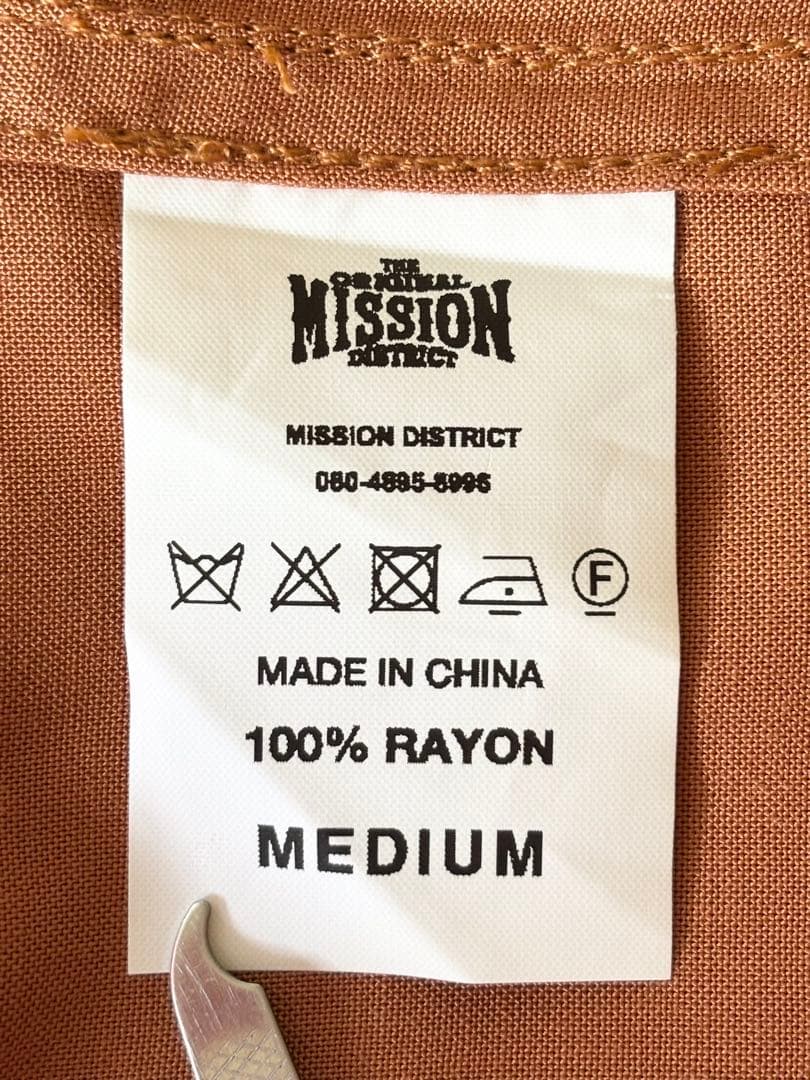 THE
ORIGINAL
MISSION
DISTRICT
MISSION DISTRICT
080-4895-8996
F
MADE IN CHINA
100% RAYON
MEDIUM